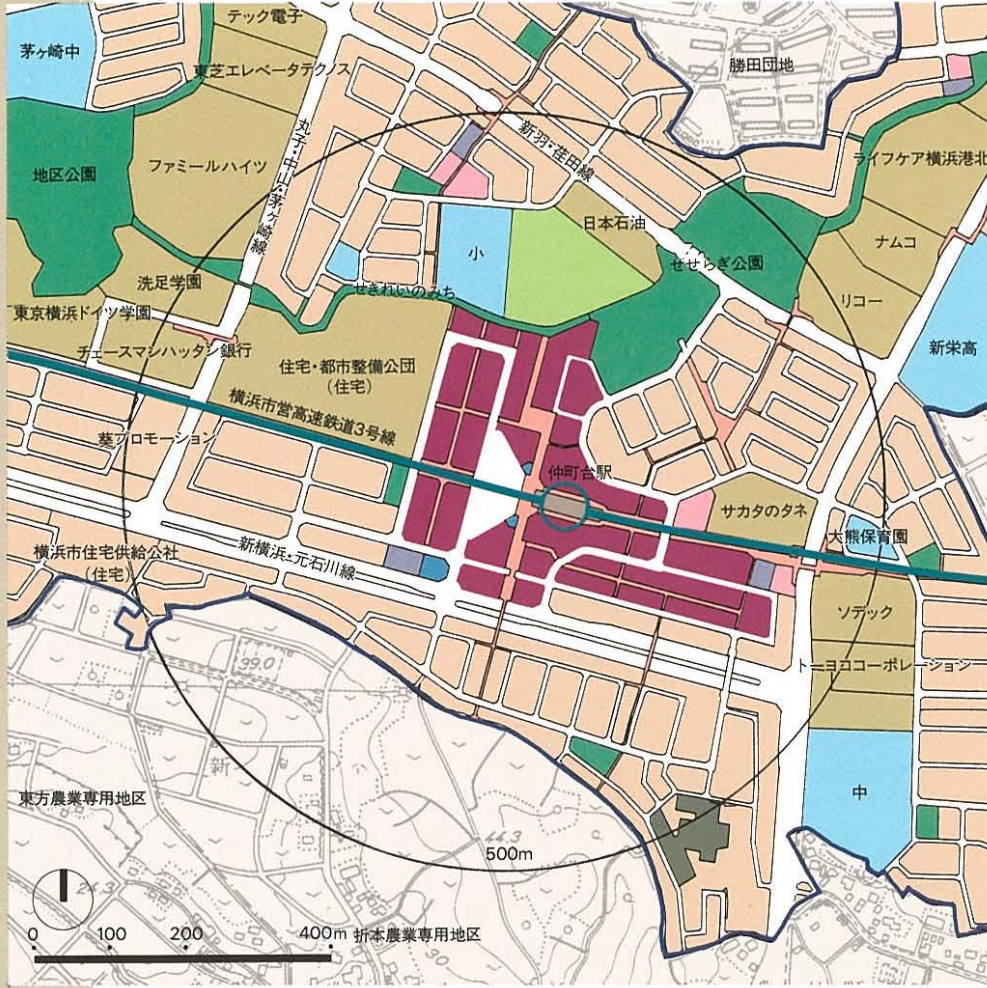 テック電子
茅ヶ崎中
東芝エレベータテクノス
勝田団地
丸子・中山・茅ヶ崎線
新羽・荏田線
ファミールハイツ
地区公園
ライフケア横浜港北
日本石油
小
ナムコ
せせらぎ公園
洗足学園
せきれいのみち
リコー
東京横浜ドイツ学園
チェースマンハッタン銀行
新栄高
住宅・都市整備公団
（住宅）
横浜市営高速鉄道3号線
葵プロモーション
仲町台駅
サカタのタネ
大熊保育園
新横浜・元石川線
横浜市住宅供給公社
（住宅）
ソデック
39.0
トーヨコーポレーション
新
東方農業専用地区
中
44.3
500m
24.3
0 100 200 400m
折本農業専用地区
30